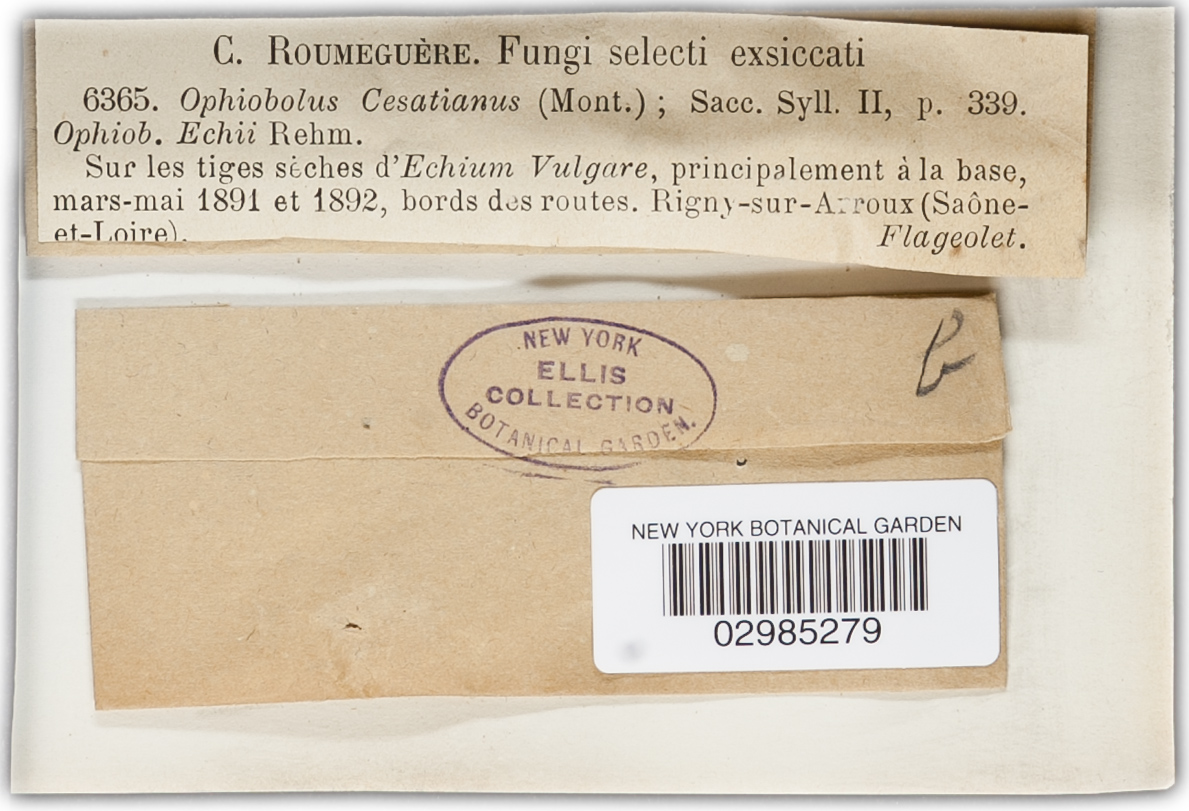 C. ROUMEGUÈRE. Fungi selecti exsiccati
6365. Ophiobolus Cesatianus (Mont.) ; Sacc. Syll. II, p. 339.
Ophiob. Echii Rehm.
Sur les tiges sèches d'Echium Vulgare, principalement à la base,
mars-mai 1891 et 1892, bords des routes. Rigny-sur-Arroux (Saône-
et-Loire). Flageolet.
NEW YORK
ELLIS
COLLECTION
BOTANICAL GARDEN.
NEW YORK BOTANICAL GARDEN
02985279